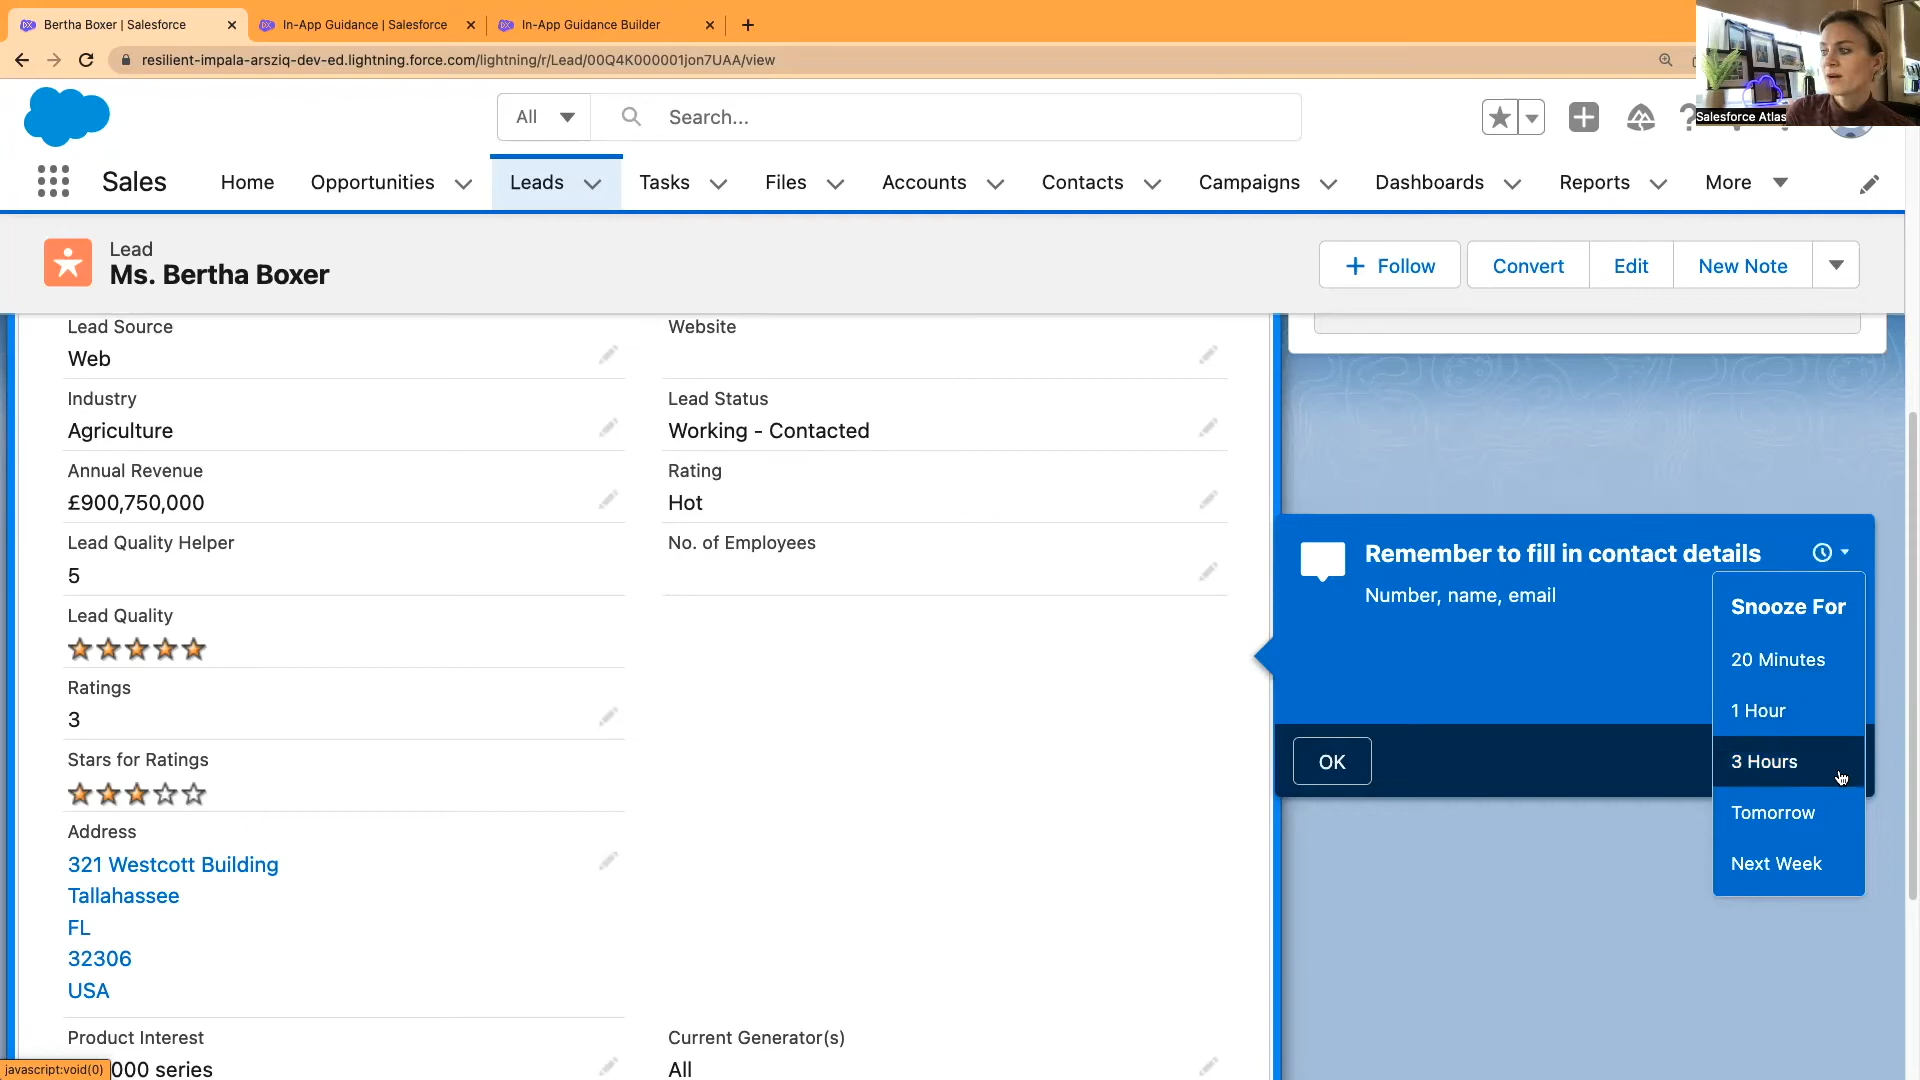 Bertha Boxer | Salesforce
In-App Guidance | Salesforce
In-App Guidance Builder
resilient-impala-arsziq-dev-ed.lightning.force.com/lightning/r/Lead/00Q4K000001jon7UAA/view
Salesforce Atlas
All
Search...
Sales
Home
Opportunities
Leads
Tasks
Files
Accounts
Contacts
Campaigns
Dashboards
Reports
More
Lead
Ms. Bertha Boxer
+ Follow
Convert
Edit
New Note
Lead Source
Web
Website
Industry
Agriculture
Lead Status
Working - Contacted
Annual Revenue
£900,750,000
Rating
Hot
Lead Quality Helper
5
No. of Employees
Lead Quality
Ratings
3
Stars for Ratings
Address
321 Westcott Building
Tallahassee
FL
32306
USA
Product Interest
000 series
Current Generator(s)
All
Remember to fill in contact details
Number, name, email
OK
Snooze For
20 Minutes
1 Hour
3 Hours
Tomorrow
Next Week
javascript:void(0)